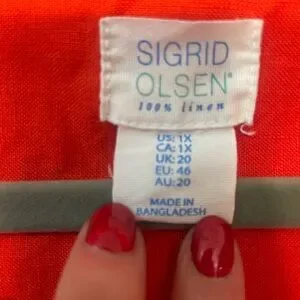 SIGRID
OLSEN®
100% linen
US: 1X
CA: 1X
UK: 20
EU: 46
AU: 20
MADE IN
BANGLADESH